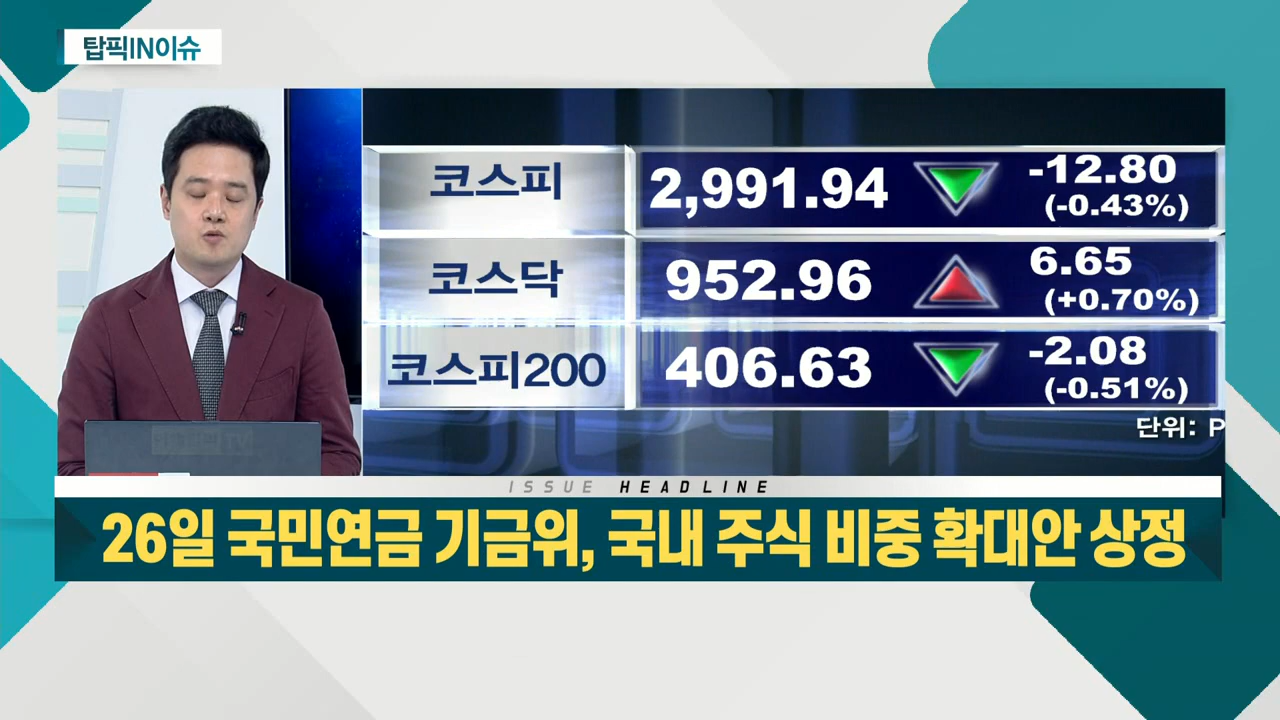 탑픽IN이슈
코스피 2,991.94 -12.80 (-0.43%)
코스닥 952.96 6.65 (+0.70%)
코스피200 406.63 -2.08 (-0.51%)
단위: P
ISSUE HEADLINE
26일 국민연금 기금위, 국내 주식 비중 확대안 상정